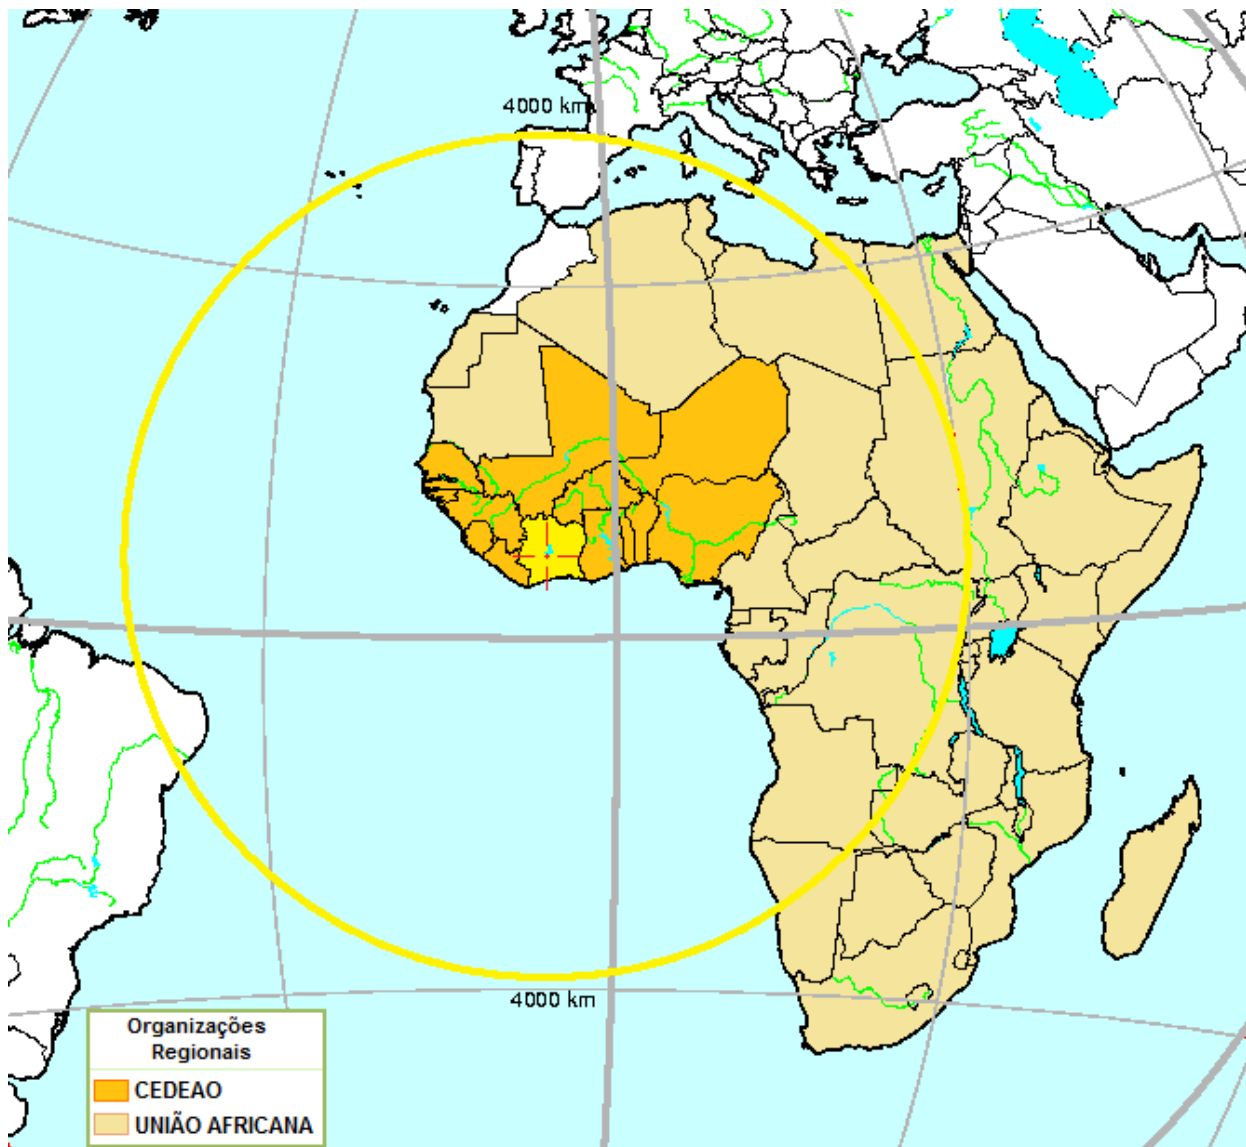 4000 km
4000 km
Organizações
Regionais
CEDEAO
UNIÃO AFRICANA